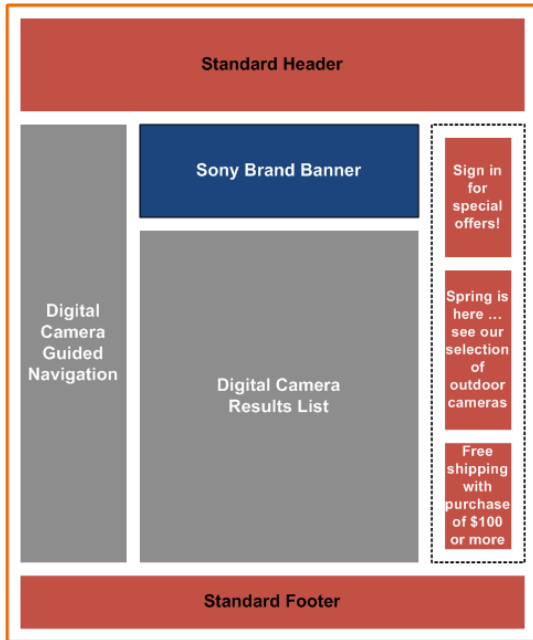 Standard Header
Sony Brand Banner
Digital
Camera
Guided
Navigation
Digital Camera
Results List
Sign in
for
special
offers!
Spring is
here ...
see our
selection
of
outdoor
cameras
Free
shipping
with
purchase
of $100
or more
Standard Footer